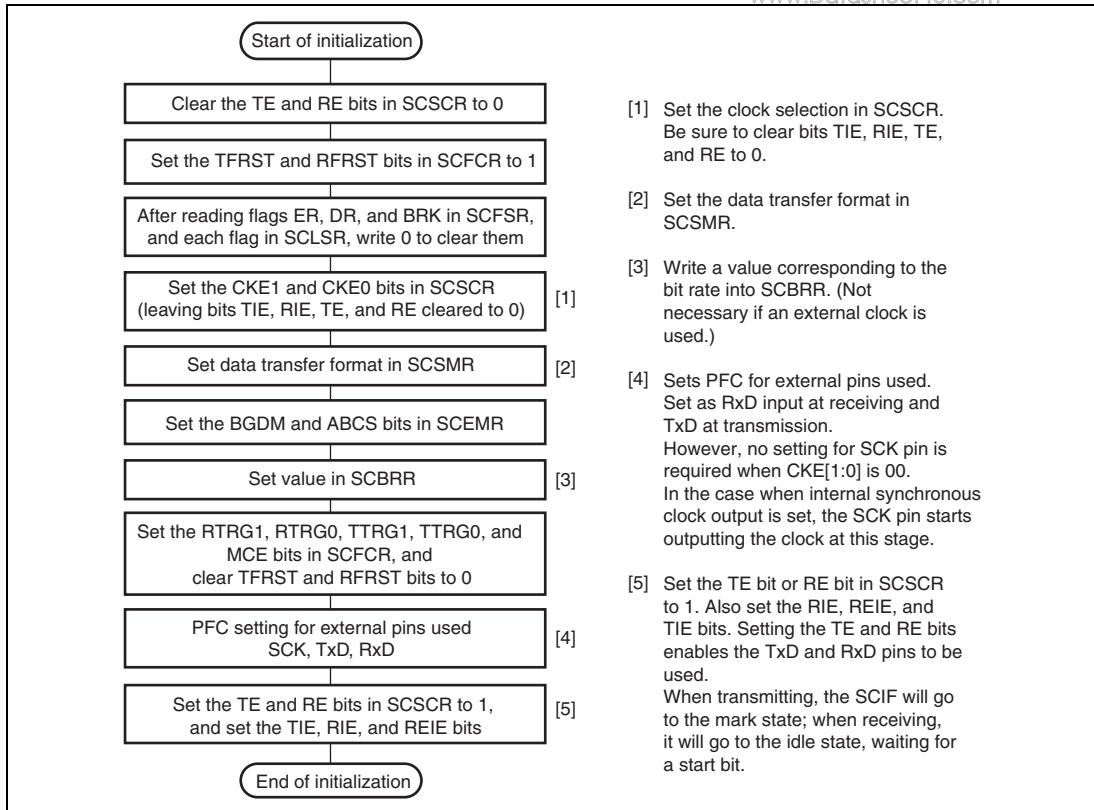 www.DataSheet4U.com
Start of initialization
Clear the TE and RE bits in SCSCR to 0
Set the TFRST and RFRST bits in SCFCR to 1
After reading flags ER, DR, and BRK in SCFSR,
and each flag in SCLSR, write 0 to clear them
Set the CKE1 and CKE0 bits in SCSCR
(leaving bits TIE, RIE, TE, and RE cleared to 0)
[1]
Set data transfer format in SCSMR
[2]
Set the BGDM and ABCS bits in SCEMR
Set value in SCBRR
[3]
Set the RTRG1, RTRG0, TTRG1, TTRG0, and
MCE bits in SCFCR, and
clear TFRST and RFRST bits to 0
PFC setting for external pins used
SCK, TxD, RxD
[4]
Set the TE and RE bits in SCSCR to 1,
and set the TIE, RIE, and REIE bits
[5]
End of initialization
[1] Set the clock selection in SCSCR.
Be sure to clear bits TIE, RIE, TE,
and RE to 0.
[2] Set the data transfer format in
SCSMR.
[3] Write a value corresponding to the
bit rate into SCBRR. (Not
necessary if an external clock is
used.)
[4] Sets PFC for external pins used.
Set as RxD input at receiving and
TxD at transmission.
However, no setting for SCK pin is
required when CKE[1:0] is 00.
In the case when internal synchronous
clock output is set, the SCK pin starts
outputting the clock at this stage.
[5] Set the TE bit or RE bit in SCSCR
to 1. Also set the RIE, REIE, and
TIE bits. Setting the TE and RE bits
enables the TxD and RxD pins to be
used.
When transmitting, the SCIF will go
to the mark state; when receiving,
it will go to the idle state, waiting for
a start bit.